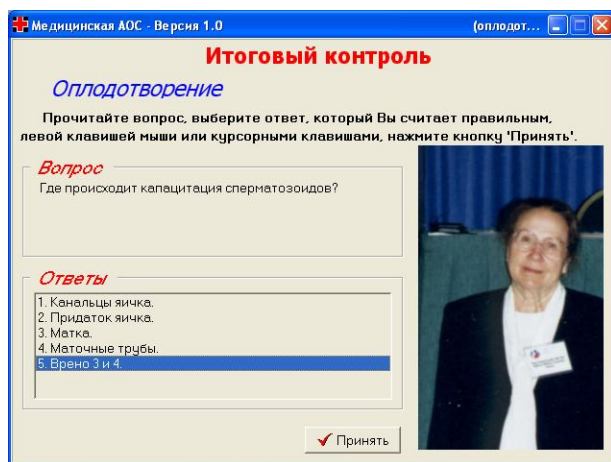 Медицинская АОС - Версия 1.0 (оплодот...
Итоговый контроль
Оплодотворение
Прочитайте вопрос, выберите ответ, который Вы считает правильным,
левой клавишей мыши или курсорными клавишами, нажмите кнопку 'Принять'.
Вопрос
Где происходит капацитация сперматозоидов?
Ответы
1. Канальцы яичка.
2. Придаток яичка.
3. Матка.
4. Маточные трубы.
5. Врено 3 и 4.
Принять